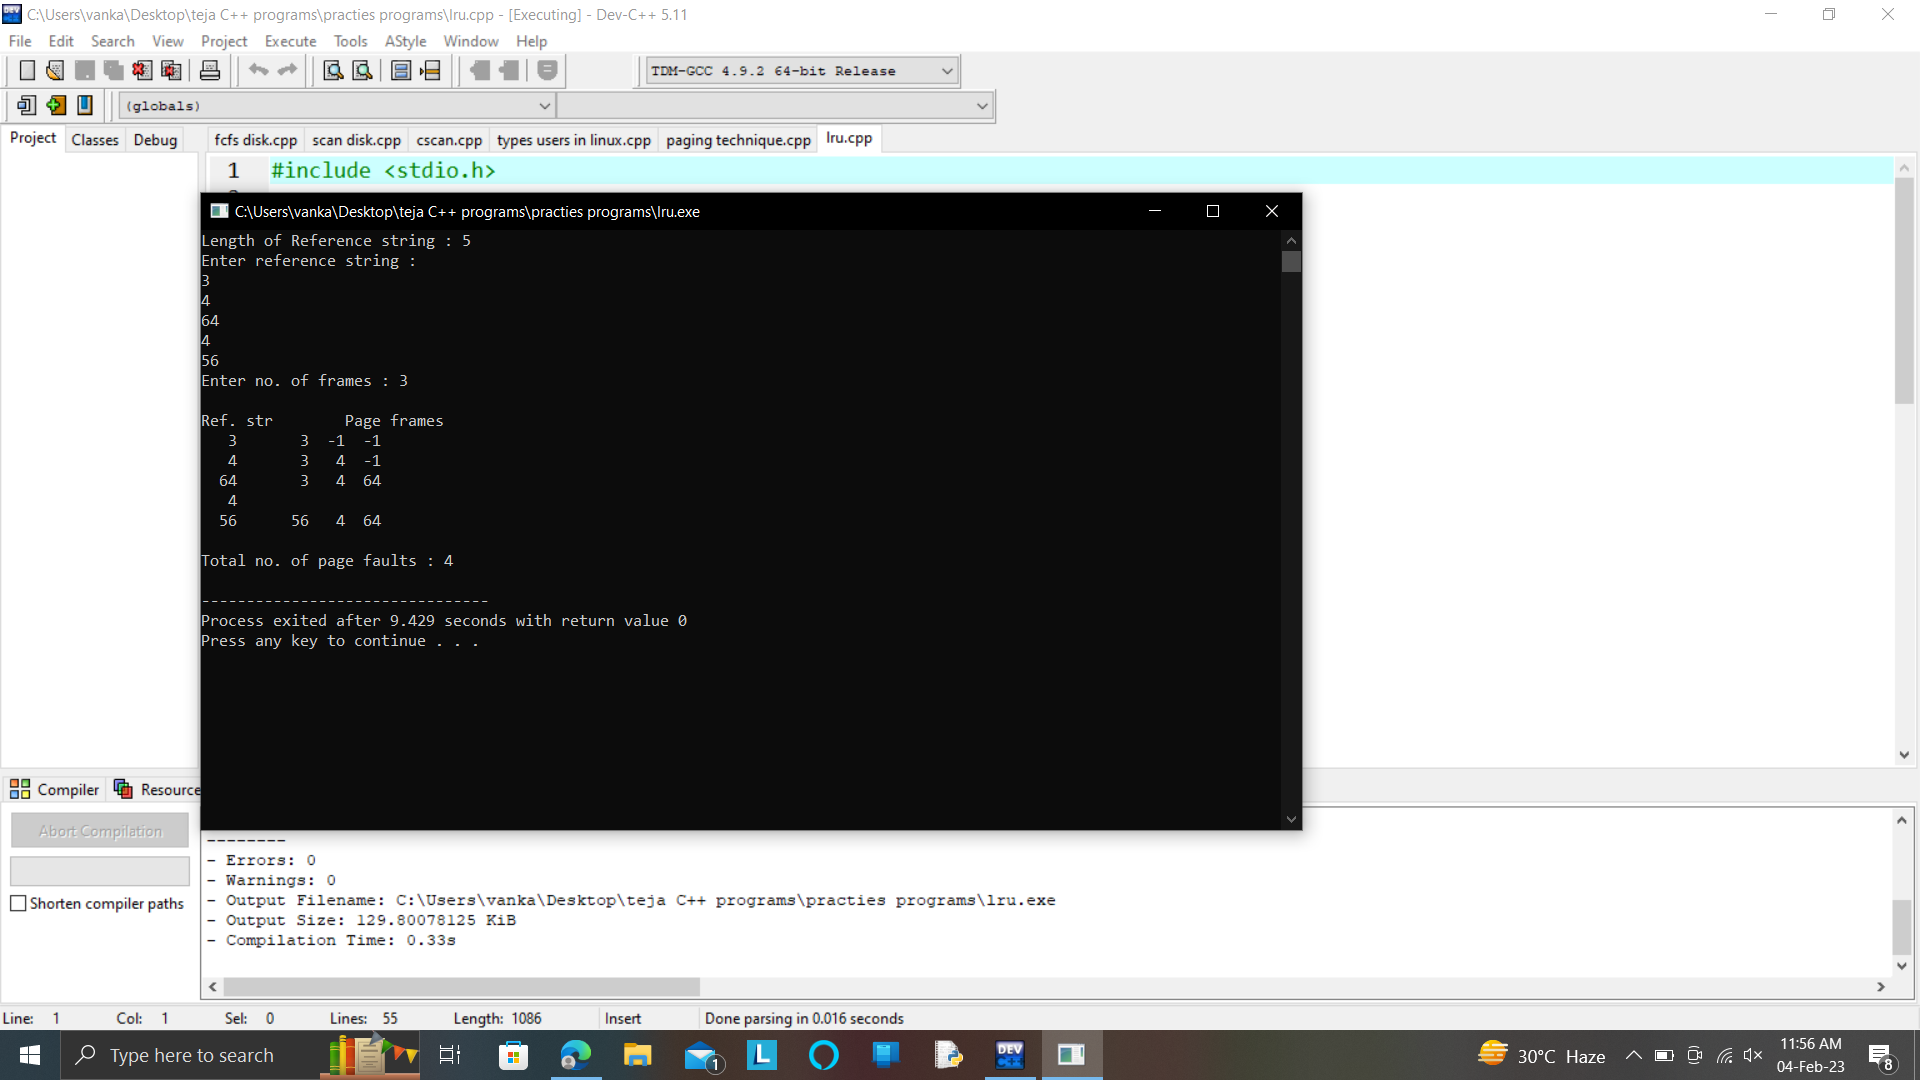 C:\Users\vanka\Desktop\teja C++ programs\practies programs\lru.cpp - [Executing] - Dev-C++ 5.11
File Edit Search View Project Execute Tools AStyle Window Help
TDM-GCC 4.9.2 64-bit Release
(globals)
Project Classes Debug fcfs disk.cpp scan disk.cpp cscan.cpp types users in linux.cpp paging technique.cpp lru.cpp
1 #include <stdio.h>
C:\Users\vanka\Desktop\teja C++ programs\practies programs\lru.exe
Length of Reference string : 5
Enter reference string :
3
4
64
4
56
Enter no. of frames : 3
Ref. str Page frames
3 3 -1 -1
4 3 4 -1
64 3 4 64
4
56 56 4 64
Total no. of page faults : 4
--------------------------------
Process exited after 9.429 seconds with return value 0
Press any key to continue . . .
Compiler Resource
Abort Compilation
Shorten compiler paths
--------
- Errors: 0
- Warnings: 0
- Output Filename: C:\Users\vanka\Desktop\teja C++ programs\practies programs\lru.exe
- Output Size: 129.80078125 KiB
- Compilation Time: 0.33s
Line: 1 Col: 1 Sel: 0 Lines: 55 Length: 1086 Insert Done parsing in 0.016 seconds
Type here to search
1
L
DEV C++
30°C Haze
11:56 AM
04-Feb-23
8